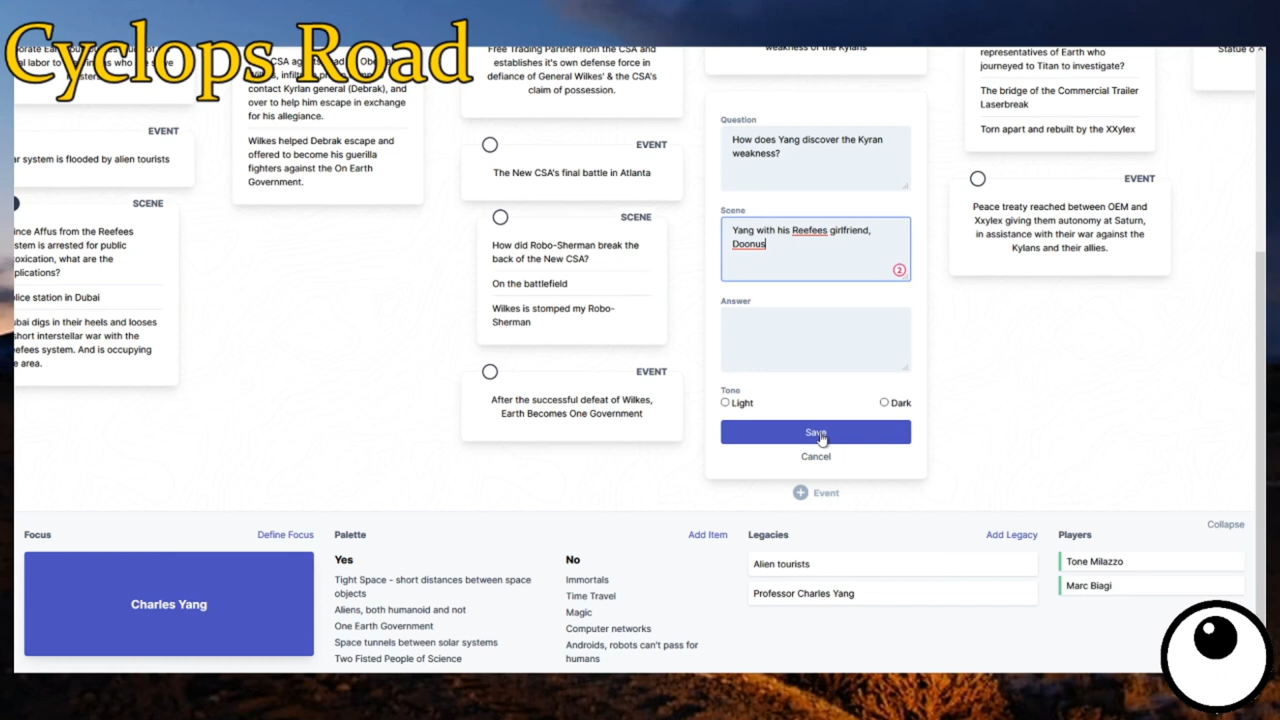 Cyclops Road
of
al labor to
EVENT
ar system is flooded by alien tourists
SCENE
ince Affus from the Reefees
stem is arrested for public
toxication, what are the
plications?
lice station in Dubai
ubai digs in their heels and looses
short interstellar war with the
eefees system. And is occupying
e area.
contact Kyrlan general (Debrak), and
over to help him escape in exchange
for his allegiance.
Wilkes helped Debrak escape and
offered to become his guerilla
fighters against the On Earth
Government.
Free Trading Partner from the CSA and
establishes it's own defense force in
defiance of General Wilkes' & the CSA's
claim of possession.
EVENT
The New CSA's final battle in Atlanta
SCENE
How did Robo-Sherman break the
back of the New CSA?
On the battlefield
Wilkes is stomped my Robo-
Sherman
EVENT
After the successful defeat of Wilkes,
Earth Becomes One Government
weakness of the Kylans
Question
How does Yang discover the Kyran
weakness?
Scene
Yang with his Reefees girlfriend,
Doonus
2
Answer
Tone
Light
Dark
Save
Cancel
Event
representatives of Earth who
journeyed to Titan to investigate?
The bridge of the Commercial Trailer
Laserbreak
Torn apart and rebuilt by the XXylex
EVENT
Peace treaty reached between OEM and
Xxylex giving them autonomy at Saturn,
in assistance with their war against the
Kylans and their allies.
Statue o
Collapse
Focus
Define Focus
Charles Yang
Palette
Add Item
Yes
Tight Space - short distances between space
objects
Aliens, both humanoid and not
One Earth Government
Space tunnels between solar systems
Two Fisted People of Science
No
Immortals
Time Travel
Magic
Computer networks
Androids, robots can't pass for
humans
Legacies
Add Legacy
Alien tourists
Professor Charles Yang
Players
Tone Milazzo
Marc Biagi